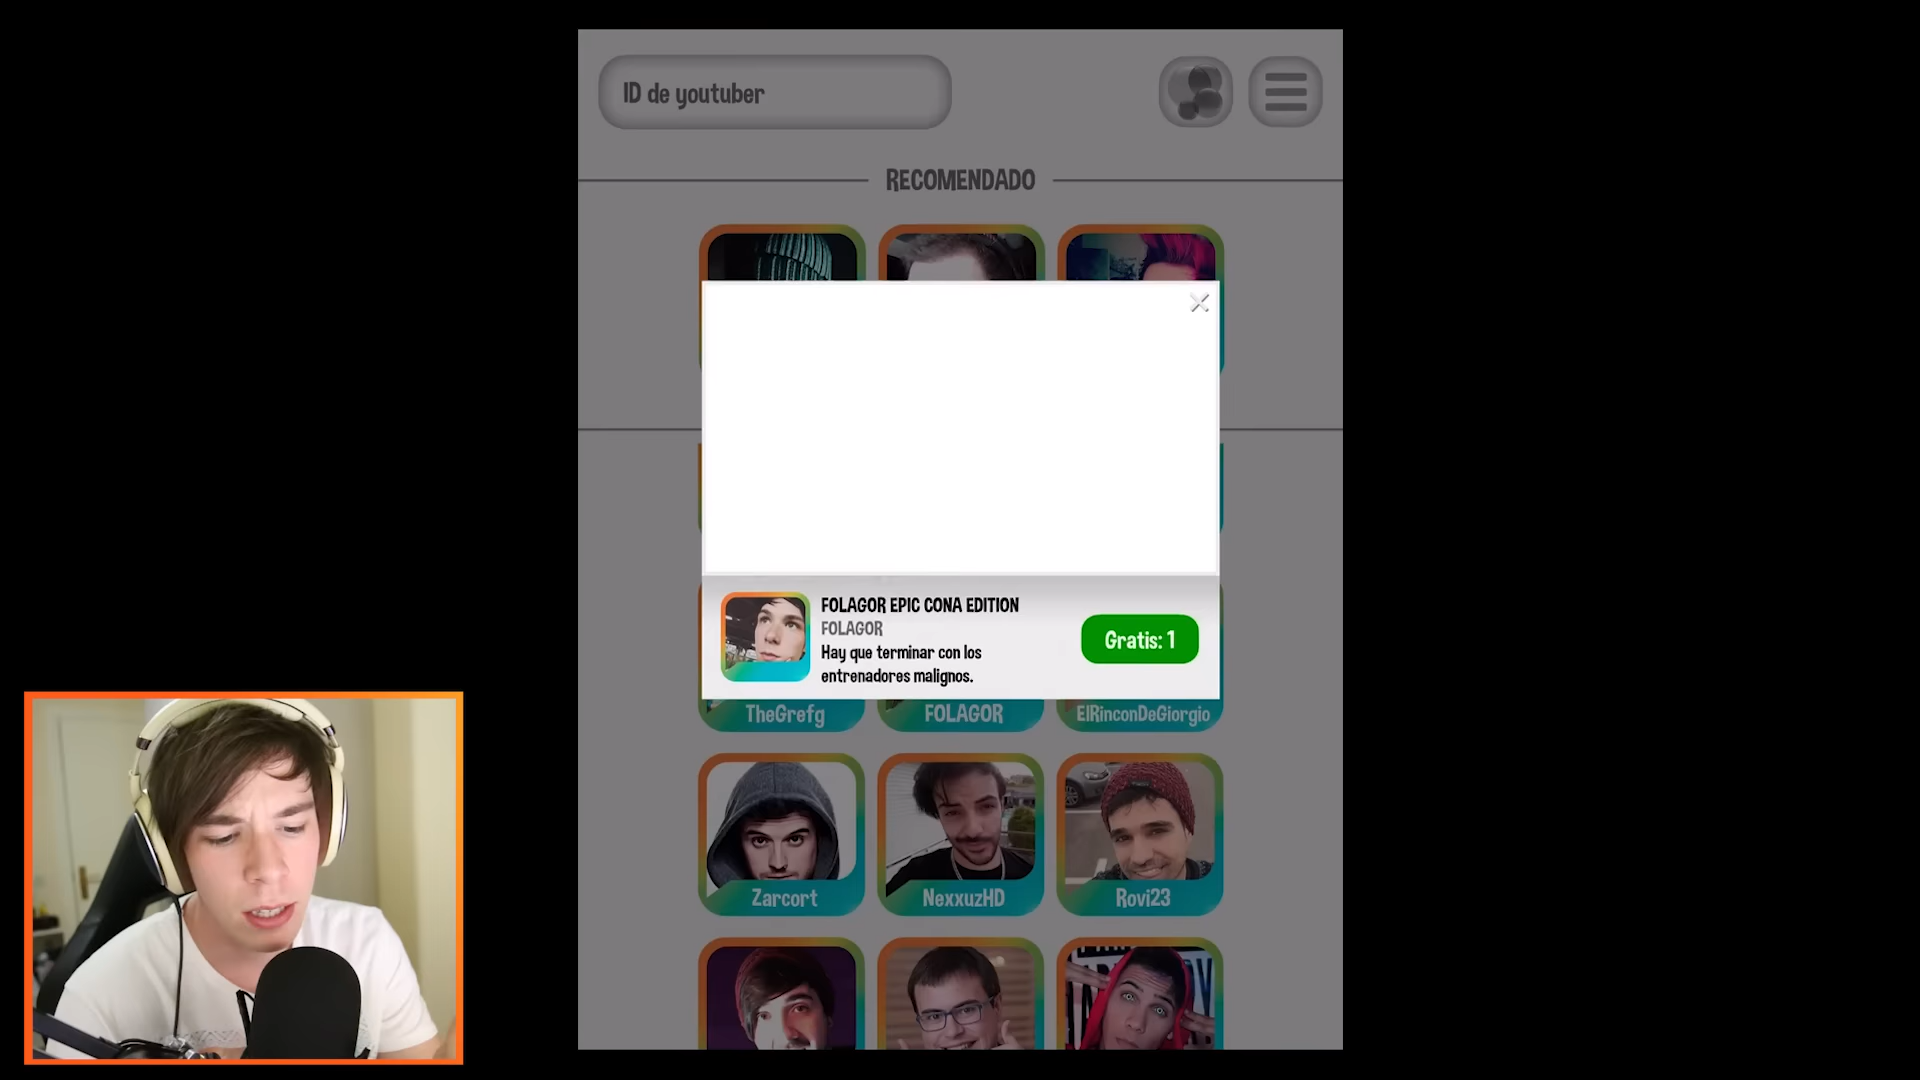 ID de youtuber
RECOMENDADO
FOLAGOR EPIC CONA EDITION
FOLAGOR
Hay que terminar con los
entrenadores malignos.
Gratis: 1
TheGrefg
FOLAGOR
ElRinconDeGiorgio
Zarcort
NexxuzHD
Rovi23